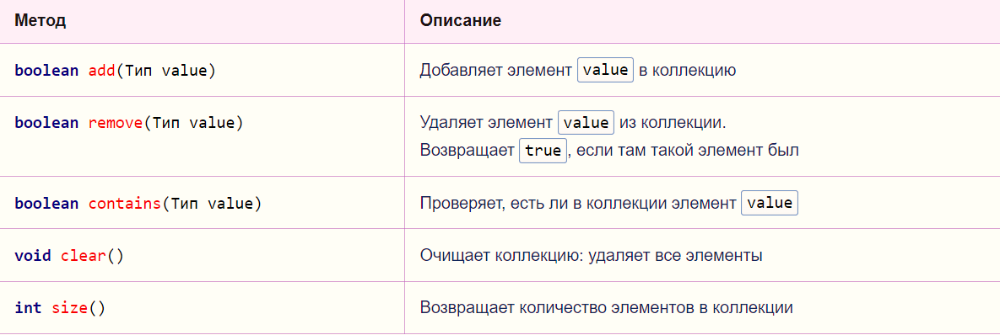 Метод Описание
boolean add(Тип value) Добавляет элемент value в коллекцию
boolean remove(Тип value) Удаляет элемент value из коллекции.
Возвращает true, если там такой элемент был
boolean contains(Тип value) Проверяет, есть ли в коллекции элемент value
void clear() Очищает коллекцию: удаляет все элементы
int size() Возвращает количество элементов в коллекции